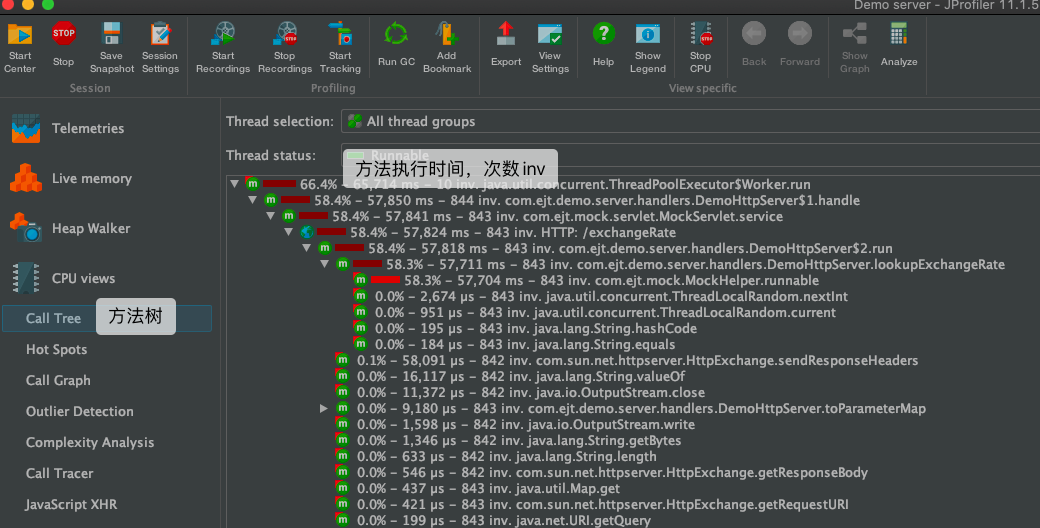 Demo server - JProfiler 11.1.5
Start Center
Stop
Save Snapshot
Session Settings
Start Recordings
Stop Recordings
Start Tracking
Run GC
Add Bookmark
Export
View Settings
Help
Show Legend
Stop CPU
Back
Forward
Show Graph
Analyze
Session
Profiling
View specific
Telemetries
Live memory
Heap Walker
CPU views
Call Tree
方法树
Hot Spots
Call Graph
Outlier Detection
Complexity Analysis
Call Tracer
JavaScript XHR
Thread selection:
All thread groups
Thread status:
Runnable
方法执行时间，次数inv
66.4% - 65,714 ms - 10 inv. java.util.concurrent.ThreadPoolExecutor$Worker.run
58.4% - 57,850 ms - 844 inv. com.ejt.demo.server.handlers.DemoHttpServer$1.handle
58.4% - 57,841 ms - 843 inv. com.ejt.mock.servlet.MockServlet.service
58.4% - 57,824 ms - 843 inv. HTTP: /exchangeRate
58.4% - 57,818 ms - 842 inv. com.ejt.demo.server.handlers.DemoHttpServer$2.run
58.3% - 57,711 ms - 843 inv. com.ejt.demo.server.handlers.DemoHttpServer.lookupExchangeRate
58.3% - 57,704 ms - 842 inv. com.ejt.mock.MockHelper.runnable
0.0% - 2,674 µs - 843 inv. java.util.concurrent.ThreadLocalRandom.nextInt
0.0% - 951 µs - 843 inv. java.util.concurrent.ThreadLocalRandom.current
0.0% - 195 µs - 843 inv. java.lang.String.hashCode
0.0% - 184 µs - 843 inv. java.lang.String.equals
0.1% - 58,091 µs - 842 inv. com.sun.net.httpserver.HttpExchange.sendResponseHeaders
0.0% - 16,117 µs - 842 inv. java.lang.String.valueOf
0.0% - 11,372 µs - 842 inv. java.io.OutputStream.close
0.0% - 9,180 µs - 843 inv. com.ejt.demo.server.handlers.DemoHttpServer.toParameterMap
0.0% - 1,598 µs - 842 inv. java.io.OutputStream.write
0.0% - 1,346 µs - 842 inv. java.lang.String.getBytes
0.0% - 633 µs - 842 inv. java.lang.String.length
0.0% - 546 µs - 842 inv. com.sun.net.httpserver.HttpExchange.getResponseBody
0.0% - 437 µs - 842 inv. java.util.Map.get
0.0% - 421 µs - 843 inv. com.sun.net.httpserver.HttpExchange.getRequestURI
0.0% - 199 µs - 842 inv. java.net.URI.getQuery